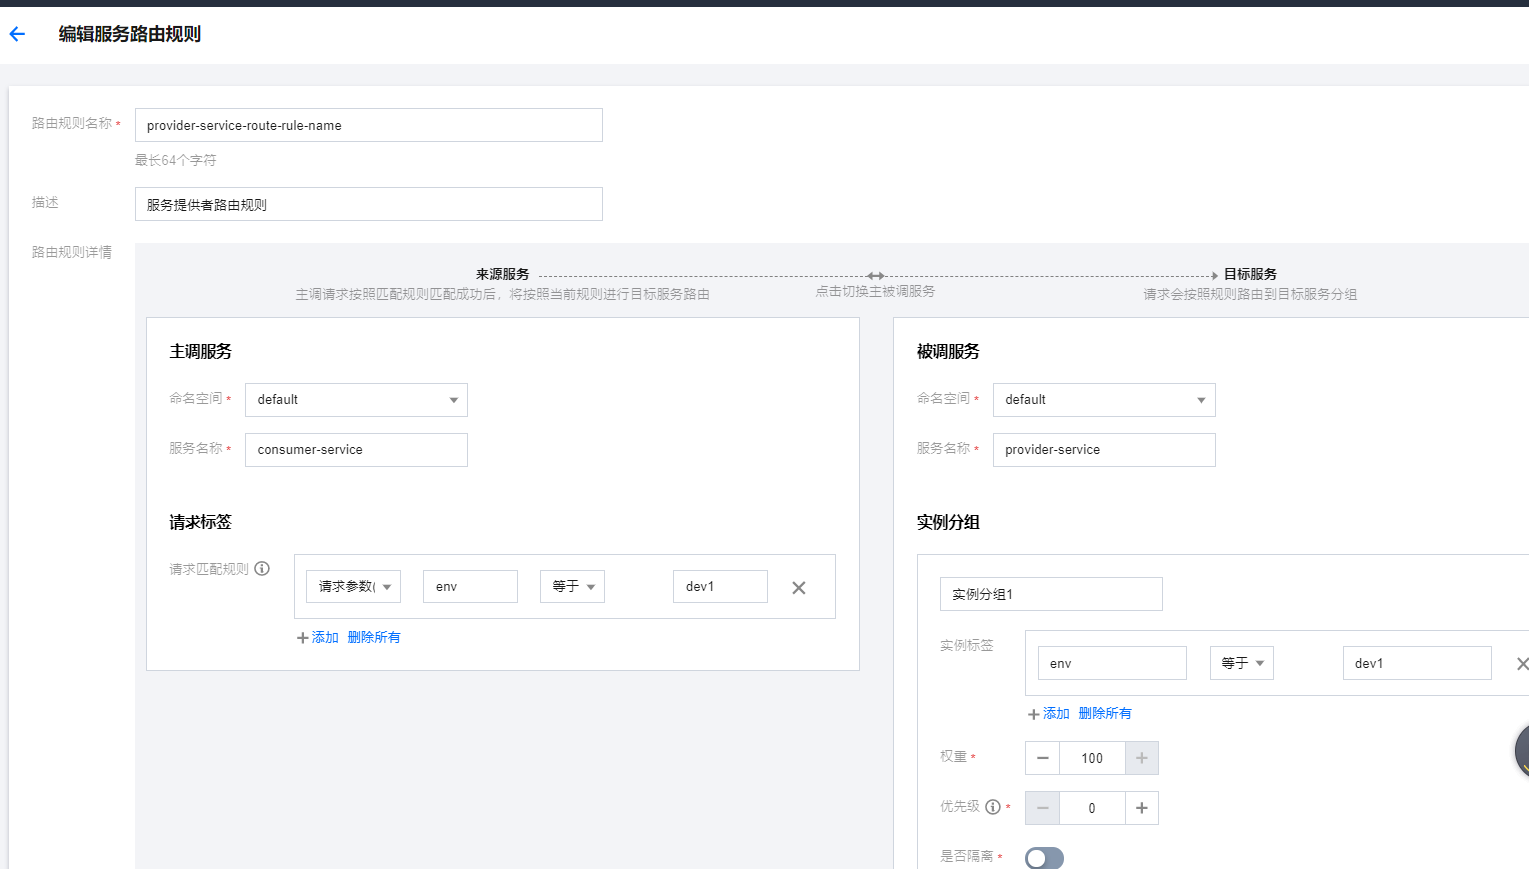 编辑服务路由规则
路由规则名称 * provider-service-route-rule-name
最长64个字符
描述 服务提供者路由规则
路由规则详情
来源服务 目标服务
主调请求按照匹配规则匹配成功后，将按照当前规则进行目标服务路由 点击切换主被调服务 请求会按照规则路由到目标服务分组
主调服务
命名空间 * default
服务名称 * consumer-service
请求标签
请求匹配规则 请求参数( env 等于 dev1
添加 删除所有
被调服务
命名空间 * default
服务名称 * provider-service
实例分组
实例分组1
实例标签 env 等于 dev1
添加 删除所有
权重 * 100
优先级 * 0
是否隔离 *